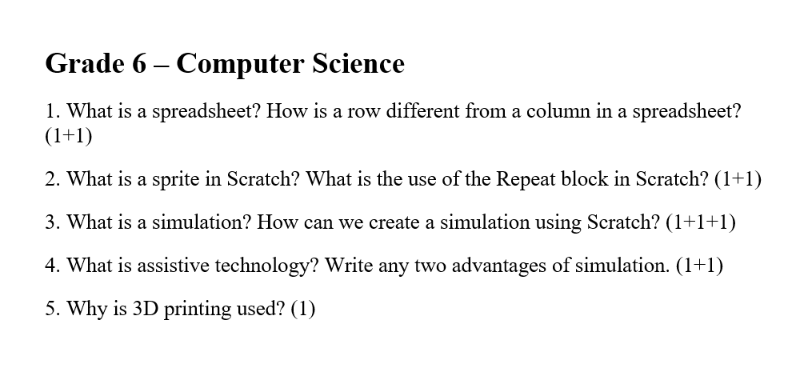 Grade 6 – Computer Science
1. What is a spreadsheet? How is a row different from a column in a spreadsheet?
(1+1)
2. What is a sprite in Scratch? What is the use of the Repeat block in Scratch? (1+1)
3. What is a simulation? How can we create a simulation using Scratch? (1+1+1)
4. What is assistive technology? Write any two advantages of simulation. (1+1)
5. Why is 3D printing used? (1)